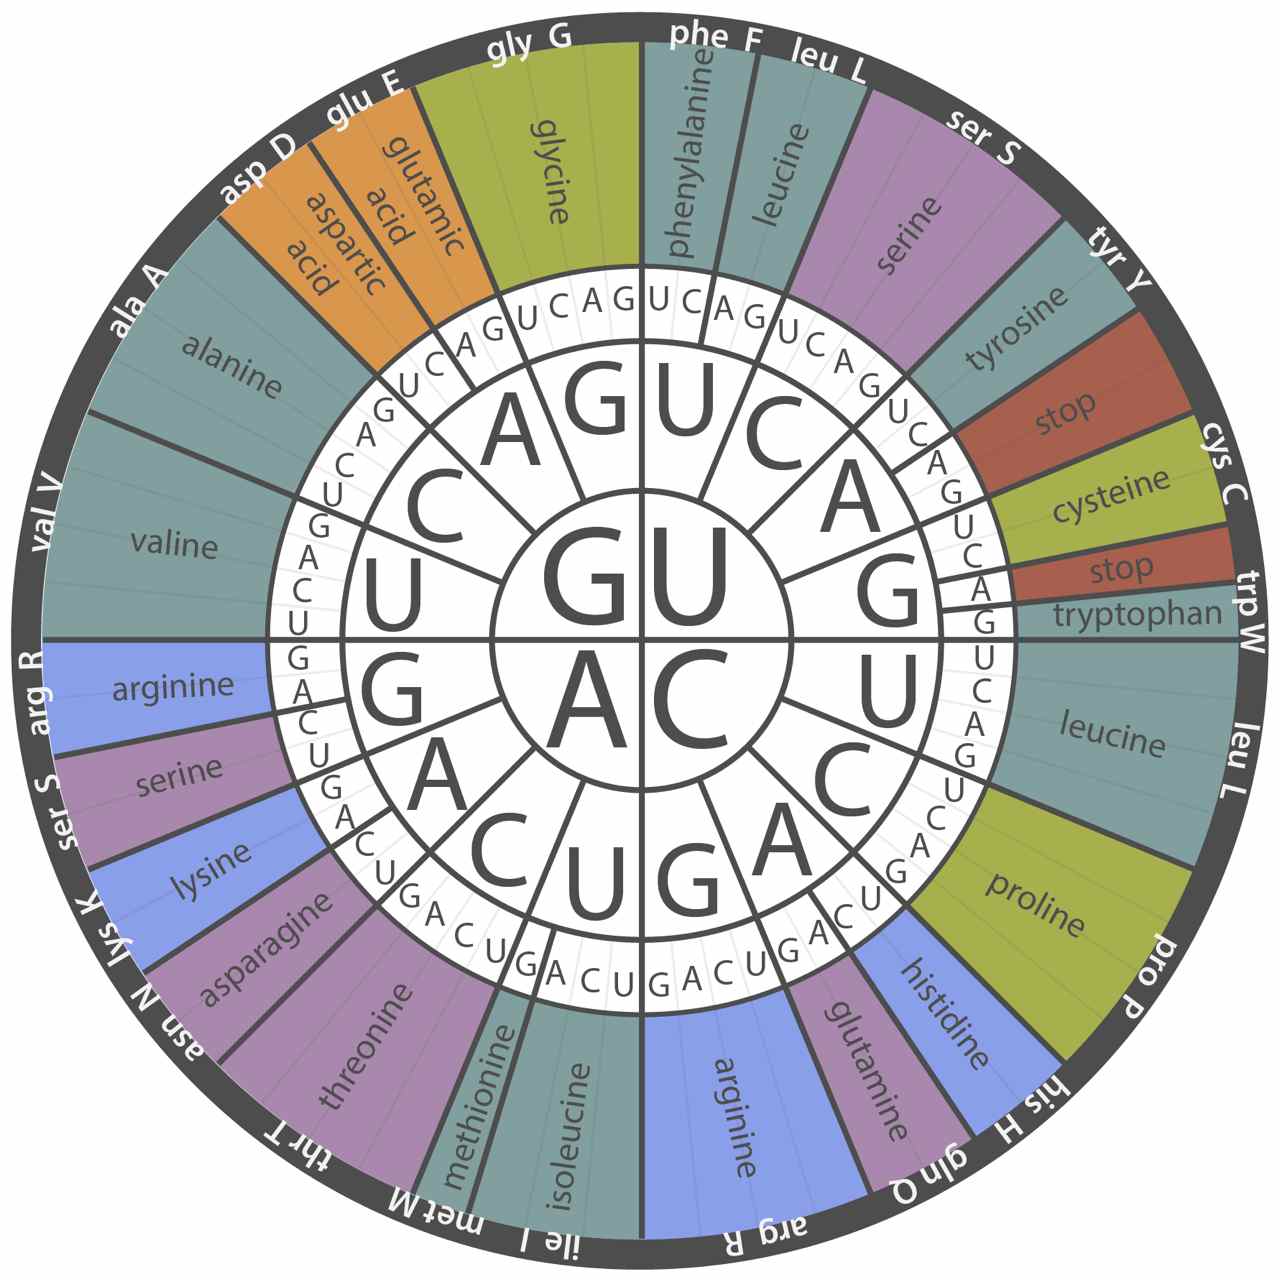 G
U
A
C
G
U
C
A
G
U
C
A
G
U
C
A
G
U
C
A
U
C
A
G
U
C
A
G
U
C
A
G
U
C
A
G
U
C
A
G
U
C
A
G
U
C
A
G
U
C
A
G
U
C
A
G
U
C
A
G
U
C
A
G
U
C
A
G
U
C
A
G
U
C
A
G
U
C
A
G
U
C
A
G
U
C
A
G
phenylalanine
leucine
serine
tyrosine
stop
cysteine
stop
tryptophan
leucine
proline
histidine
glutamine
arginine
isoleucine
methionine
threonine
asparagine
lysine
serine
arginine
valine
alanine
aspartic
acid
glutamic
acid
glycine
phe F
leu L
ser S
tyr Y
cys C
trp W
leu L
pro P
his H
gln Q
arg R
ile I
met M
thr T
asn N
lys K
ser S
arg R
val V
ala A
asp D
glu E
gly G